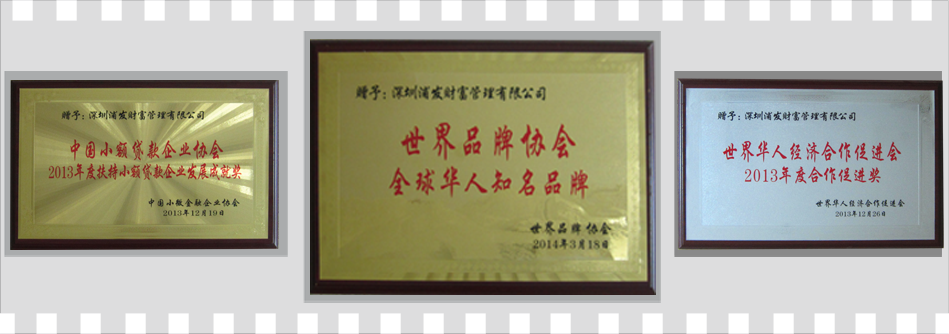 赠予：深圳浦发财富管理有限公司
中国小额贷款企业协会
2013年度扶持小额贷款企业发展成就奖
中国小微金融企业协会
2013年12月19日
赠予：深圳浦发财富管理有限公司
世界品牌协会
全球华人知名品牌
世界品牌协会
2014年3月18日
赠予：深圳浦发财富管理有限公司
世界华人经济合作促进会
2013年度合作促进奖
世界华人经济合作促进会
2013年12月26日